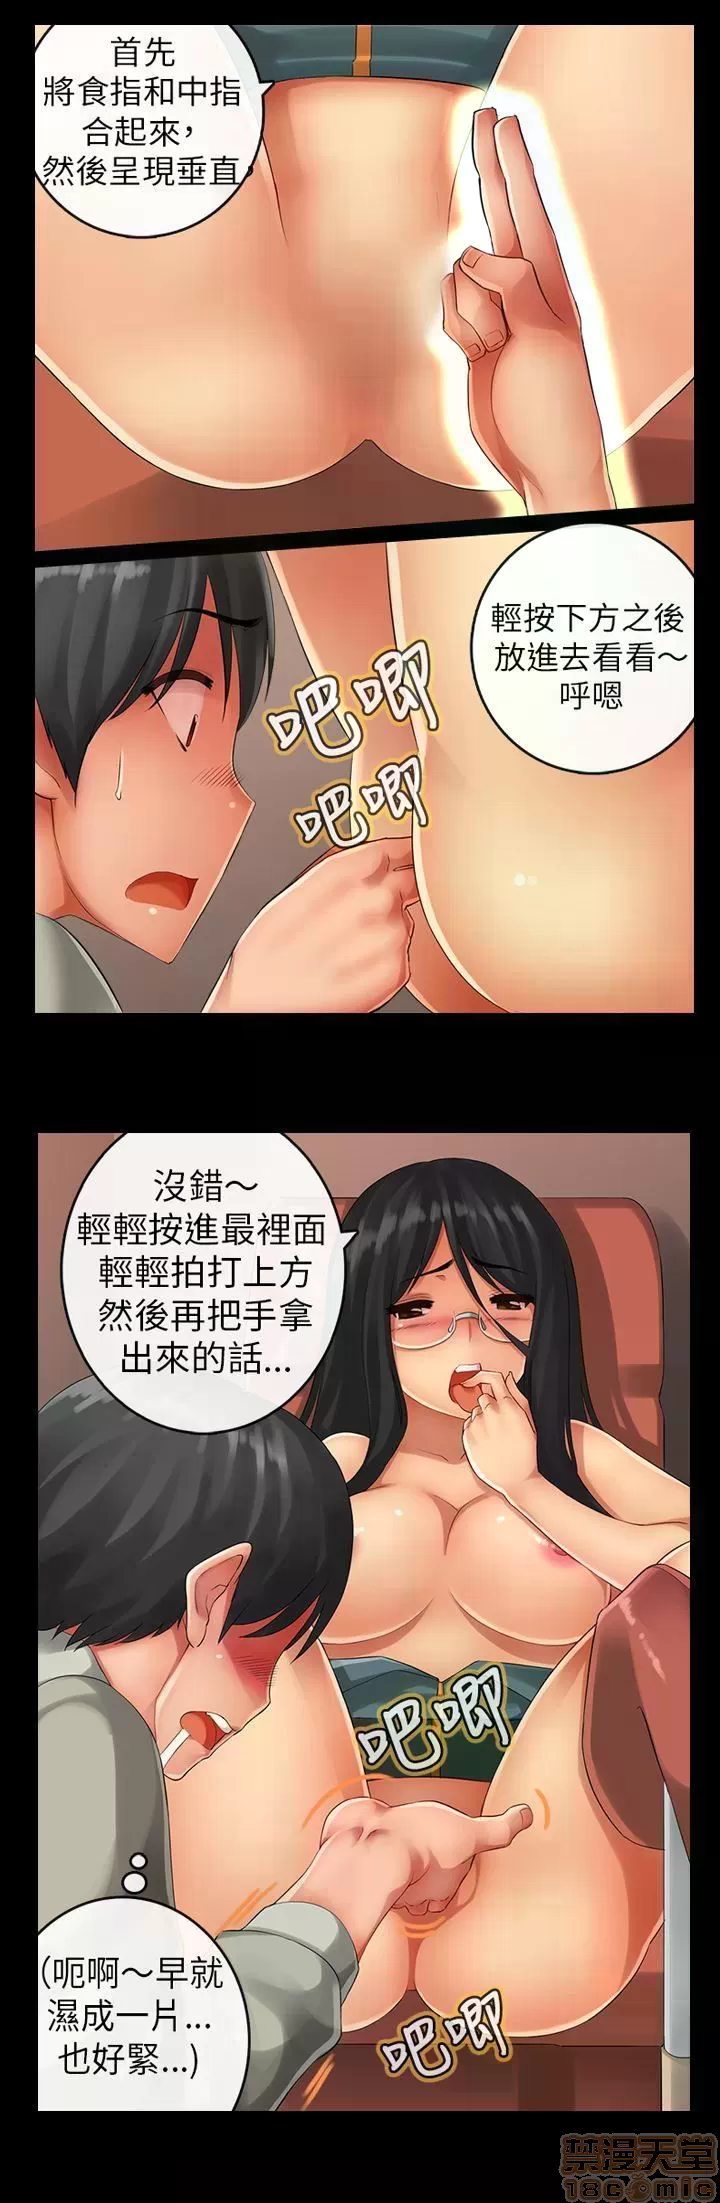 首先
將食指和中指
合起來，
然後呈現垂直，
輕按下方之後
放進去看看～
呼嗯
吧唧
吧唧
沒錯～
輕輕按進最裡面
輕輕拍打上方
然後再把手拿
出來的話…
吧唧
(呃啊～早就
濕成一片…
也好緊…)
吧唧
禁漫天堂
18comic